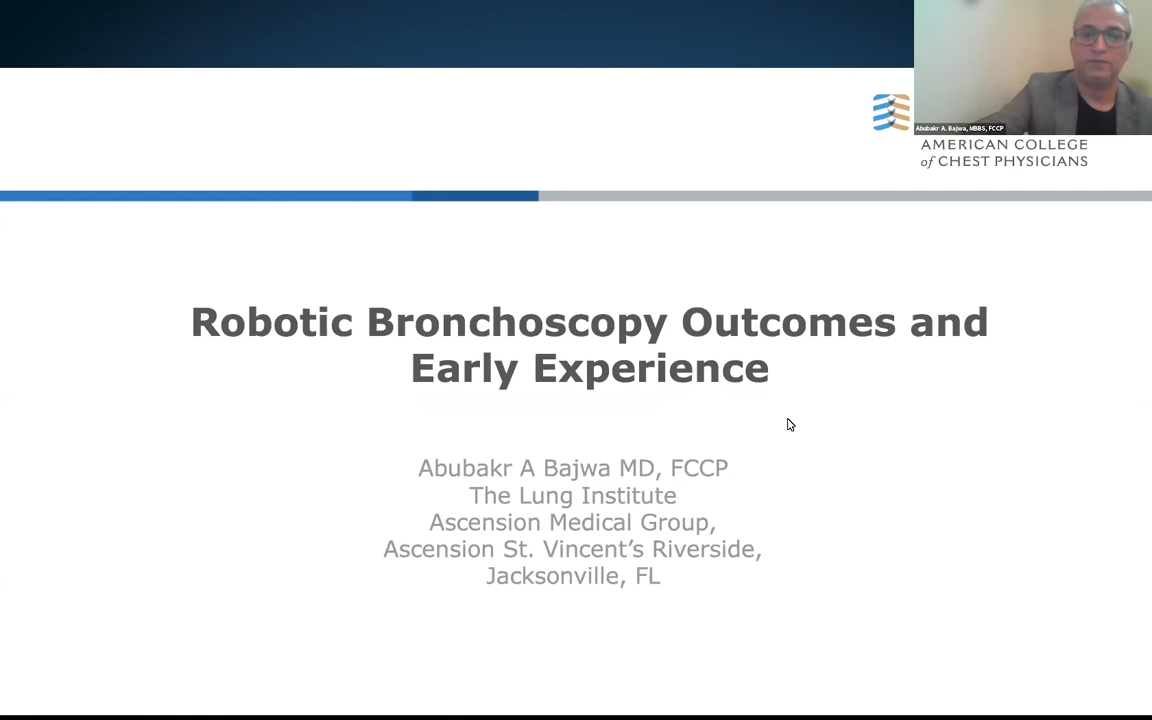 Abubakr A. Bajwa, MBBS, FCCP
AMERICAN COLLEGE
of CHEST PHYSICIANS
Robotic Bronchoscopy Outcomes and
Early Experience
Abubakr A Bajwa MD, FCCP
The Lung Institute
Ascension Medical Group,
Ascension St. Vincent’s Riverside,
Jacksonville, FL